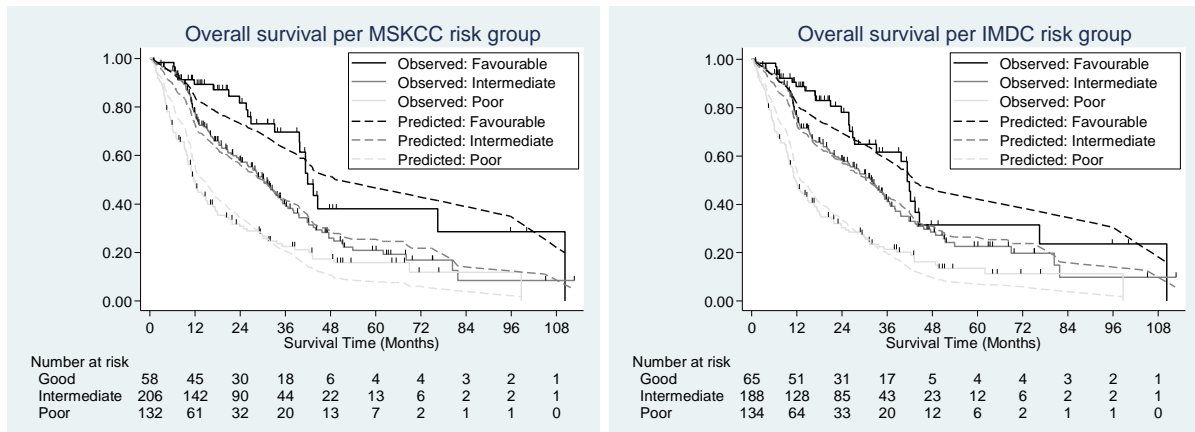 Overall survival per MSKCC risk group
1.00
0.80
0.60
0.40
0.20
0.00
Observed: Favourable
Observed: Intermediate
Observed: Poor
Predicted: Favourable
Predicted: Intermediate
Predicted: Poor
0 12 24 36 48 60 72 84 96 108
Survival Time (Months)
Number at risk
Good 58 45 30 18 6 4 4 3 2 1
Intermediate 206 142 90 44 22 13 6 2 2 1
Poor 132 61 32 20 13 7 2 1 1 0
Overall survival per IMDC risk group
1.00
0.80
0.60
0.40
0.20
0.00
Observed: Favourable
Observed: Intermediate
Observed: Poor
Predicted: Favourable
Predicted: Intermediate
Predicted: Poor
0 12 24 36 48 60 72 84 96 108
Survival Time (Months)
Number at risk
Good 65 51 31 17 5 4 4 3 2 1
Intermediate 188 128 85 43 23 12 6 2 2 1
Poor 134 64 33 20 12 6 2 1 1 0